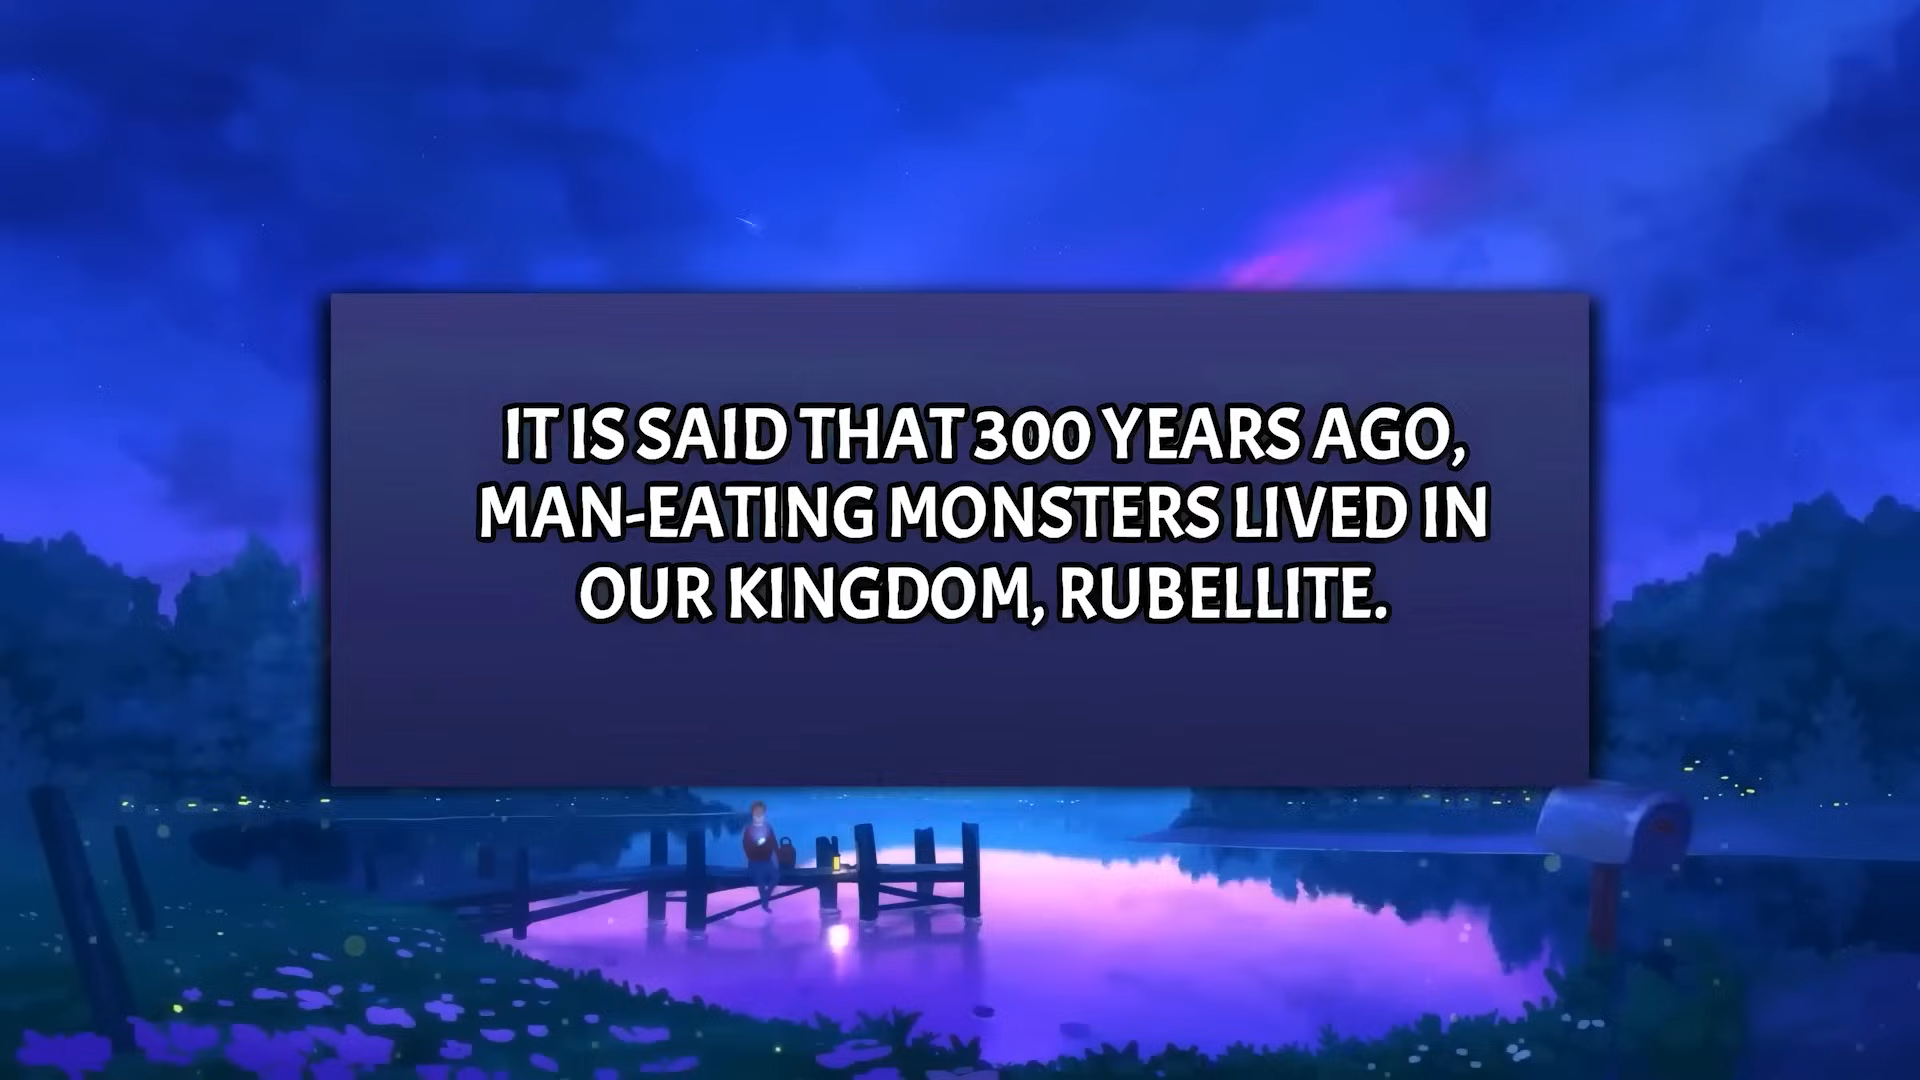 IT IS SAID THAT 300 YEARS AGO,
MAN-EATING MONSTERS LIVED IN
OUR KINGDOM, RUBELLITE.